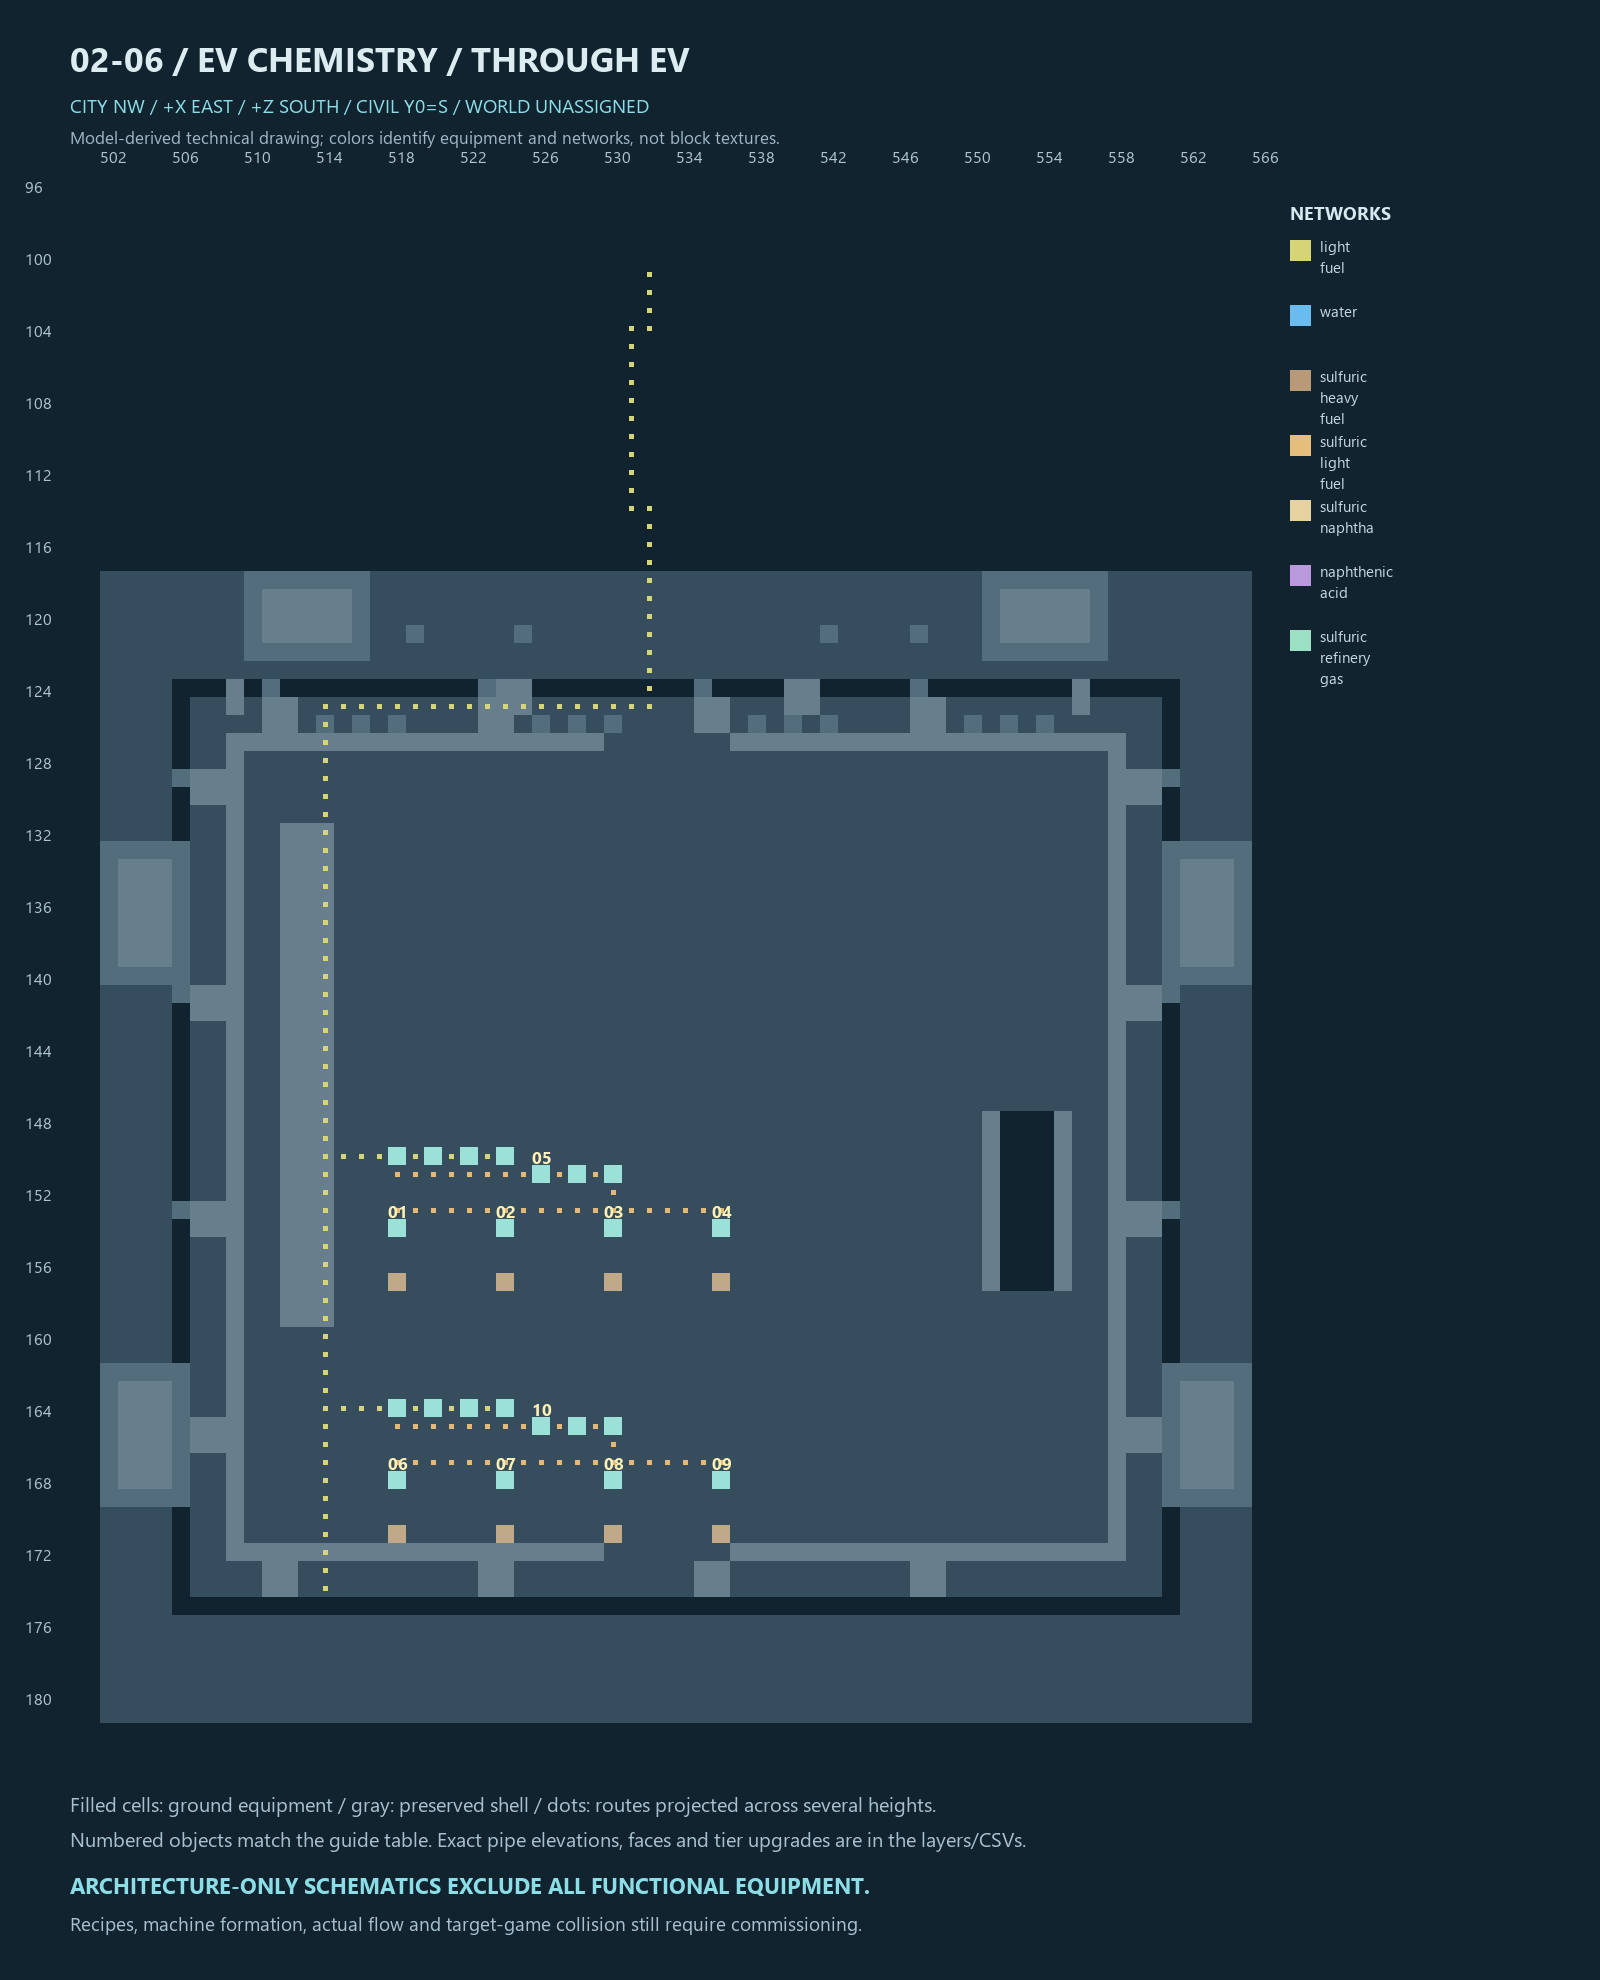 02-06 / EV CHEMISTRY / THROUGH EV
CITY NW / +X EAST / +Z SOUTH / CIVIL Y0=S / WORLD UNASSIGNED
Model-derived technical drawing; colors identify equipment and networks, not block textures.
502 506 510 514 518 522 526 530 534 538 542 546 550 554 558 562 566
96
NETWORKS
light
fuel
100
water
104
sulfuric
heavy
fuel
108
sulfuric
light
fuel
112
sulfuric
naphtha
116
naphthenic
acid
120
sulfuric
refinery
gas
124
128
132
136
140
144
148
05
152
01 02 03 04
156
160
164
10
06 07 08 09
168
172
176
180
Filled cells: ground equipment / gray: preserved shell / dots: routes projected across several heights.
Numbered objects match the guide table. Exact pipe elevations, faces and tier upgrades are in the layers/CSVs.
ARCHITECTURE-ONLY SCHEMATICS EXCLUDE ALL FUNCTIONAL EQUIPMENT.
Recipes, machine formation, actual flow and target-game collision still require commissioning.